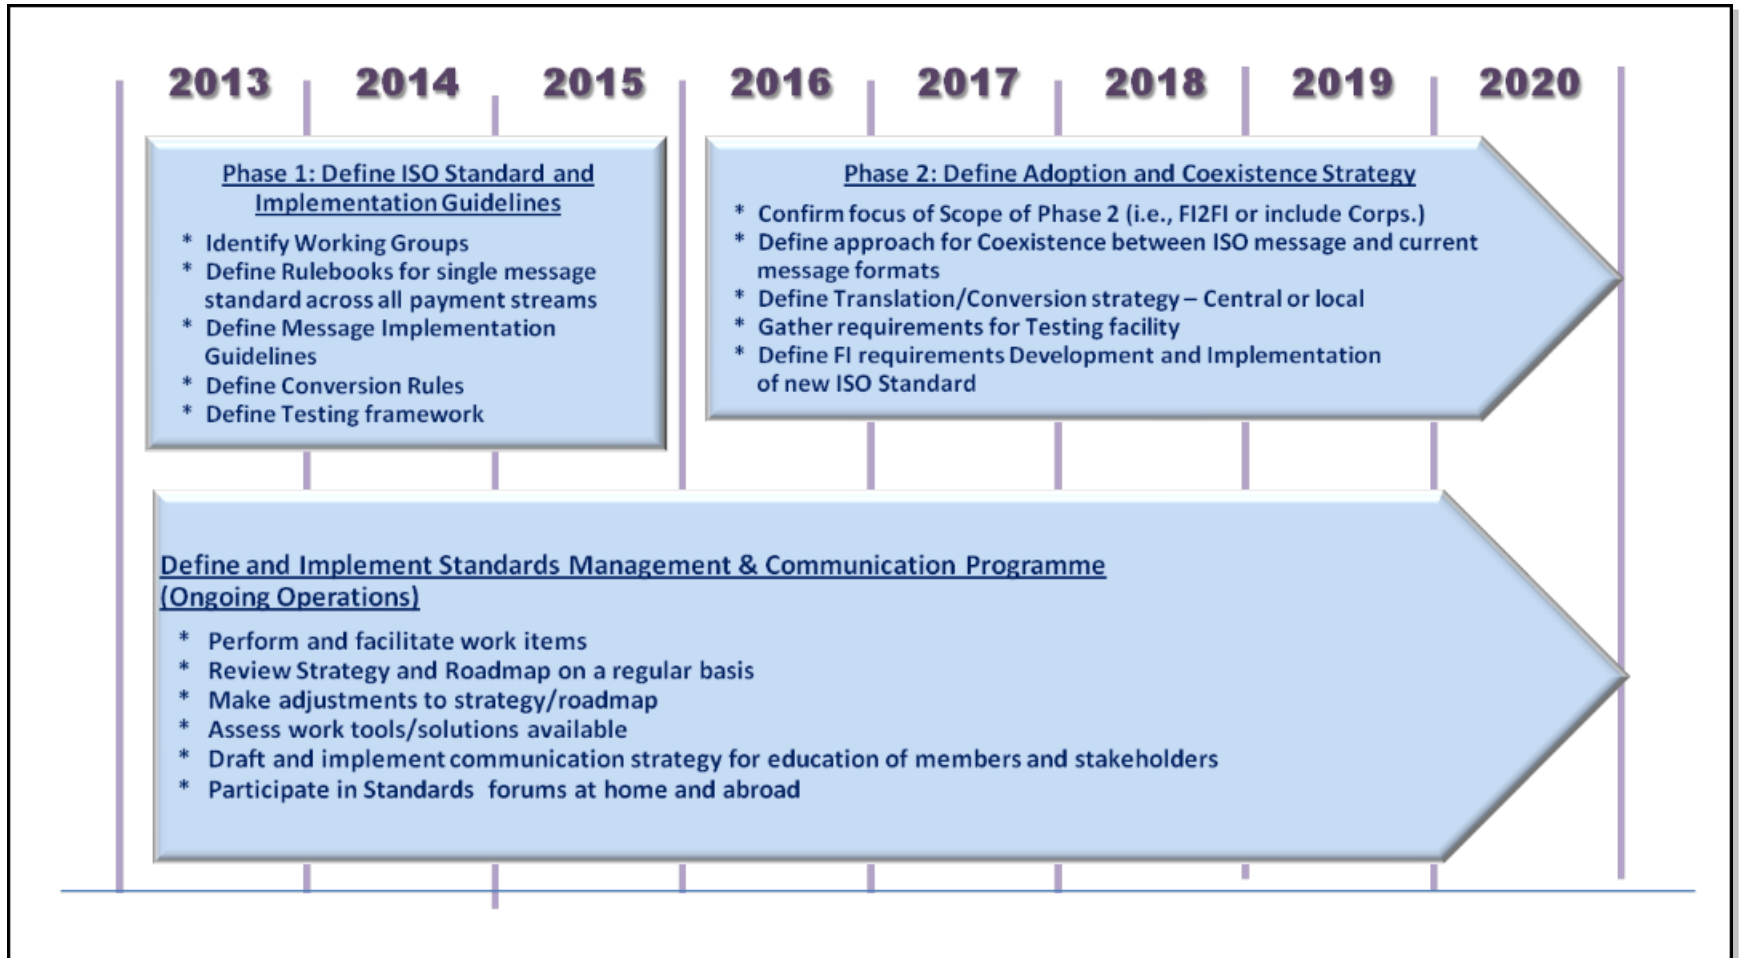 2013 2014 2015 2016 2017 2018 2019 2020
Phase 1: Define ISO Standard and
Implementation Guidelines
* Identify Working Groups
* Define Rulebooks for single message
standard across all payment streams
* Define Message Implementation
Guidelines
* Define Conversion Rules
* Define Testing framework
Phase 2: Define Adoption and Coexistence Strategy
* Confirm focus of Scope of Phase 2 (i.e., FI2FI or include Corps.)
* Define approach for Coexistence between ISO message and current
message formats
* Define Translation/Conversion strategy – Central or local
* Gather requirements for Testing facility
* Define FI requirements Development and Implementation
of new ISO Standard
Define and Implement Standards Management & Communication Programme
(Ongoing Operations)
* Perform and facilitate work items
* Review Strategy and Roadmap on a regular basis
* Make adjustments to strategy/roadmap
* Assess work tools/solutions available
* Draft and implement communication strategy for education of members and stakeholders
* Participate in Standards forums at home and abroad